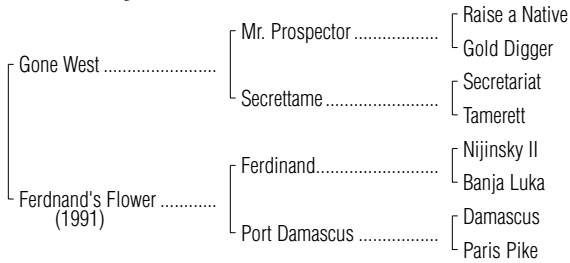 Raise a Native
Mr. Prospector ..................
Gold Digger
Gone West ........................
Secretariat
Secrettame ........................
Tamerett
Nijinsky II
Ferdinand..........................
Banja Luka
Ferdnand's Flower ............
(1991)
Damascus
Port Damascus .................
Paris Pike